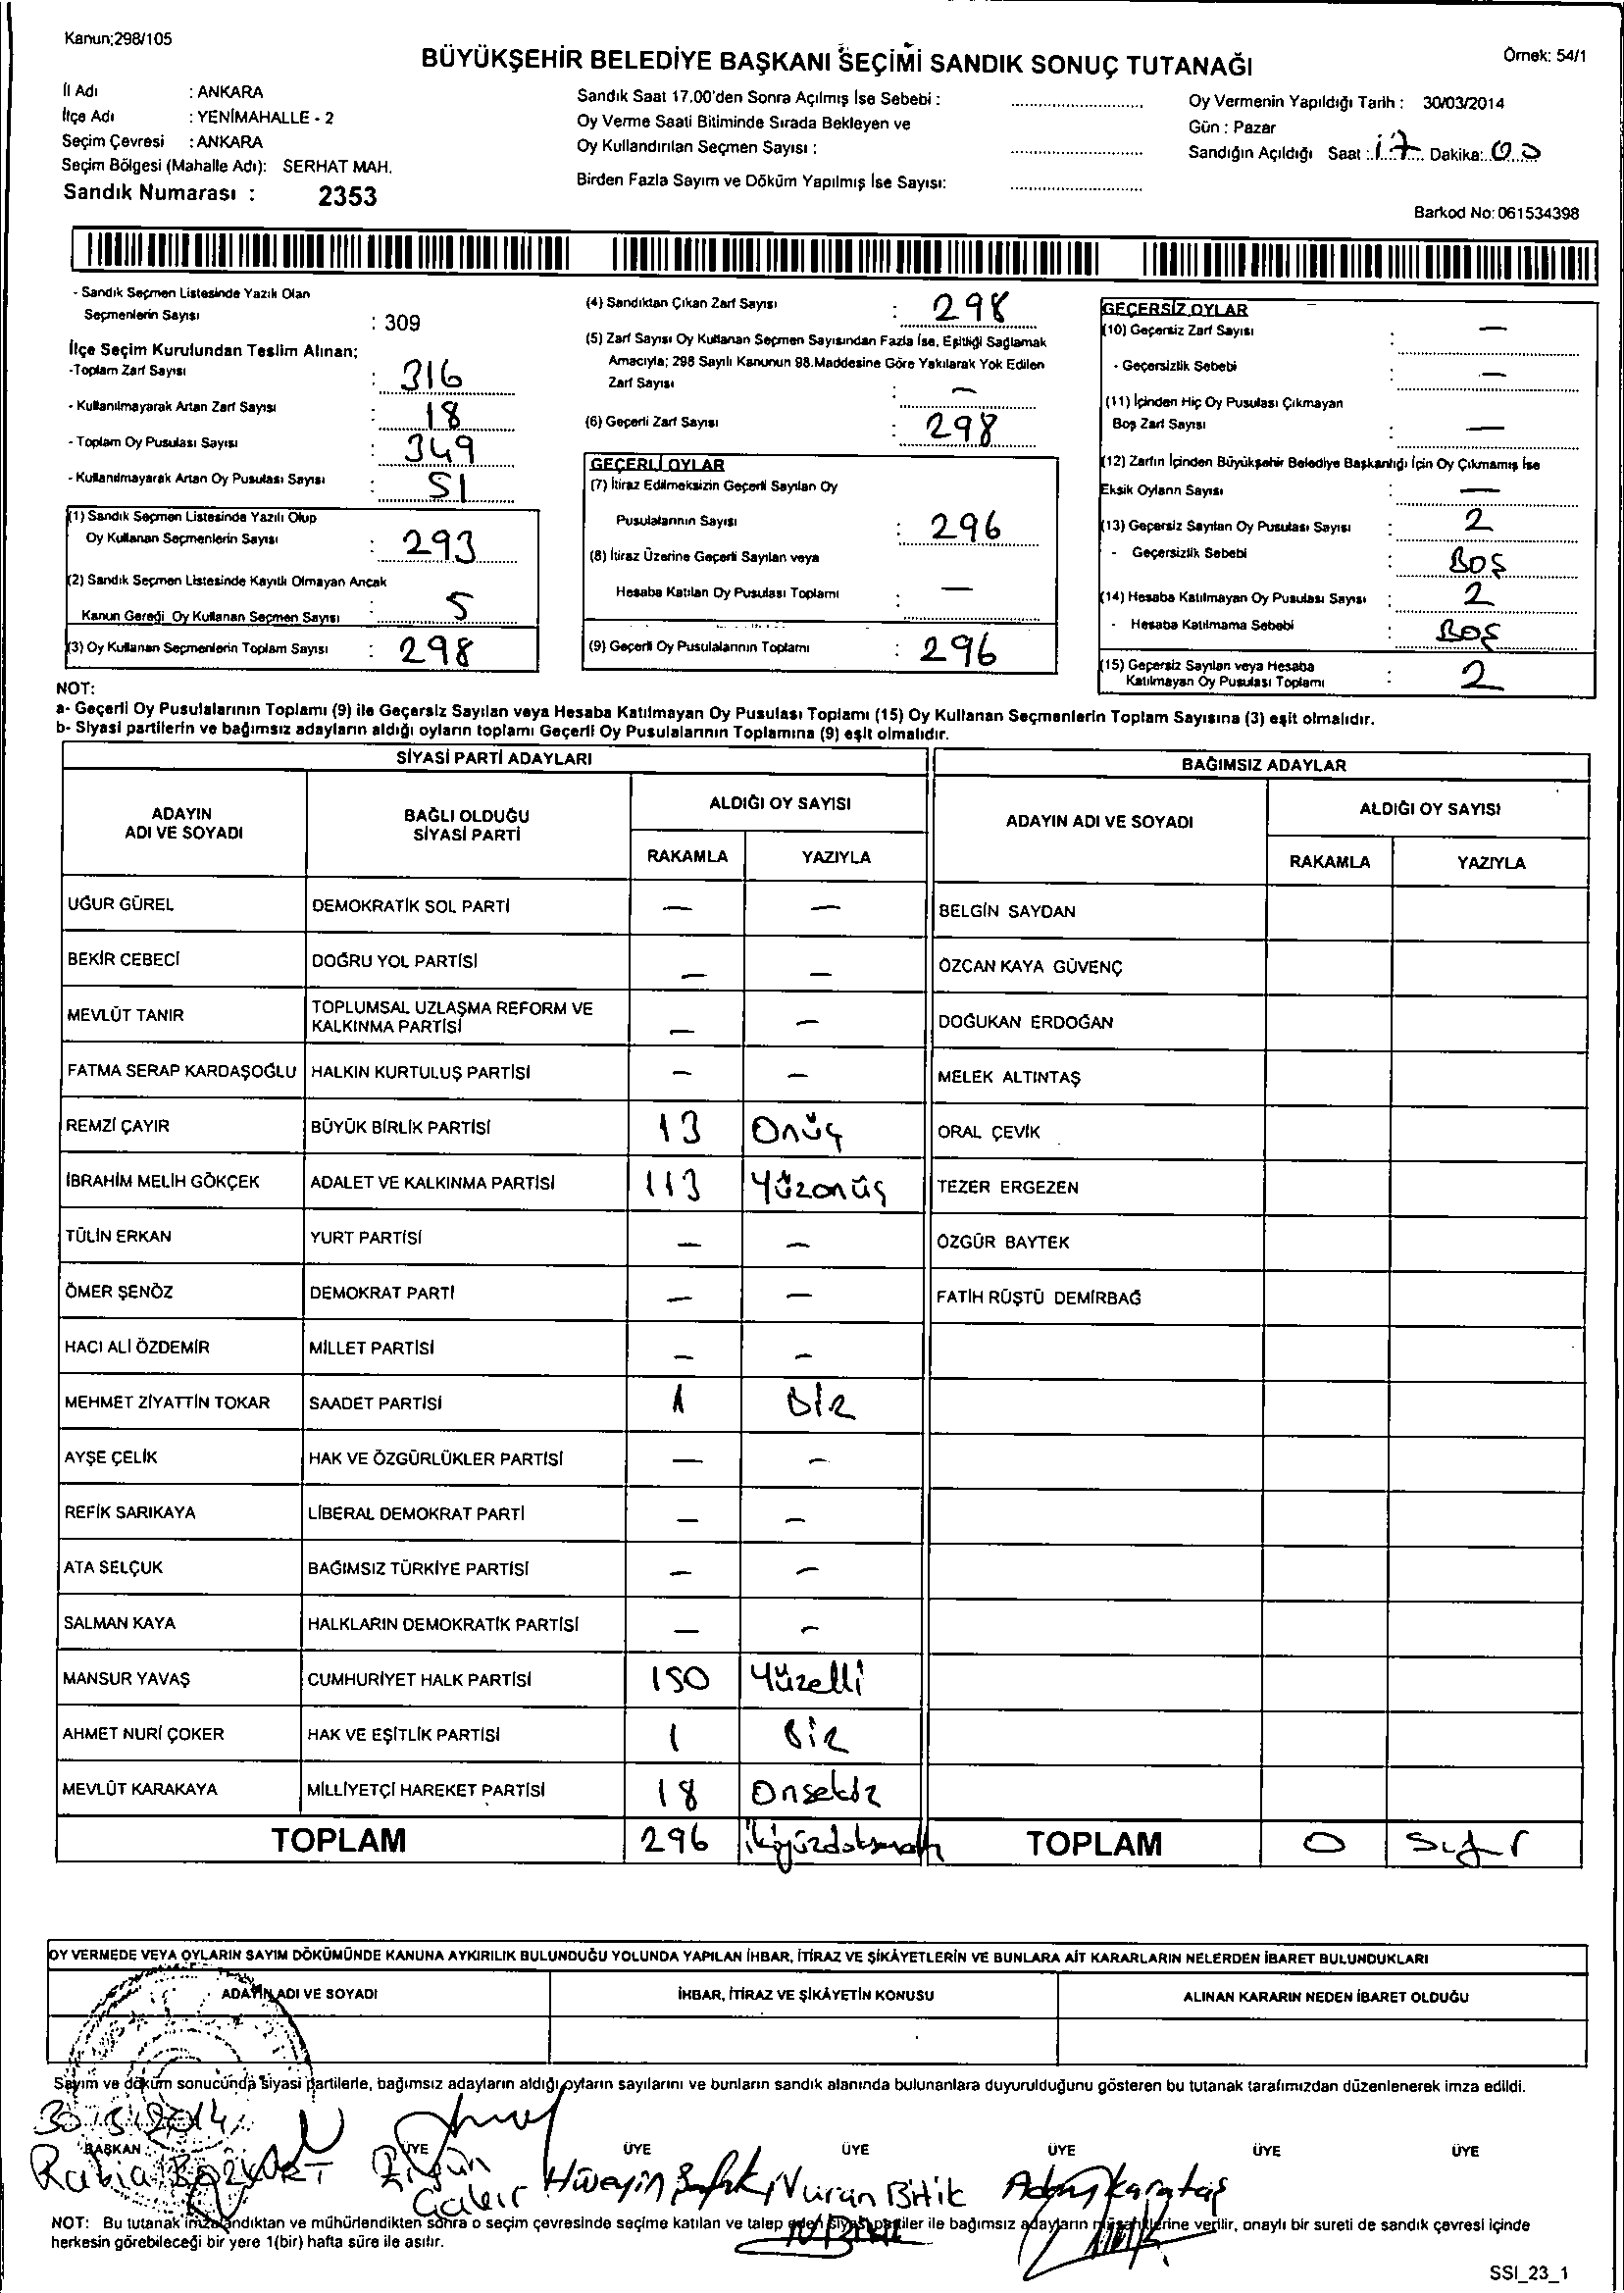 Kanun;298/105
BÜYÜKŞEHİR BELEDİYE BAŞKANI SEÇİMİ SANDIK SONUÇ TUTANAĞI
Örnek: 54/1
İl Adı : ANKARA
İlçe Adı : YENİMAHALLE - 2
Seçim Çevresi : ANKARA
Seçim Bölgesi (Mahalle Adı): SERHAT MAH.
Sandık Numarası : 2353
Sandık Saat 17.00'den Sonra Açılmış İse Sebebi :
Oy Verme Saati Bitiminde Sırada Bekleyen ve
Oy Kullandırılan Seçmen Sayısı :
Birden Fazla Sayım ve Döküm Yapılmış İse Sayısı:
Oy Vermenin Yapıldığı Tarih : 30/03/2014
Gün : Pazar
Sandığın Açıldığı Saat : 17 Dakika: 00
Barkod No: 061534398
- Sandık Seçmen Listesinde Yazılı Olan
Seçmenlerin Sayısı : 309
İlçe Seçim Kurulundan Teslim Alınan;
-Toplam Zarf Sayısı : 316
- Kullanılmayarak Artan Zarf Sayısı : 18
- Toplam Oy Pusulası Sayısı : 349
- Kullanılmayarak Artan Oy Pusulası Sayısı : 51
(1) Sandık Seçmen Listesinde Yazılı Olup
Oy Kullanan Seçmenlerin Sayısı : 293
(2) Sandık Seçmen Listesinde Kayıtlı Olmayan Ancak
Kanun Gereği Oy Kullanan Seçmen Sayısı : 5
(3) Oy Kullanan Seçmenlerin Toplam Sayısı : 298
(4) Sandıktan Çıkan Zarf Sayısı : 298
(5) Zarf Sayısı Oy Kullanan Seçmen Sayısından Fazla İse, Eşitliği Sağlamak
Amacıyla; 298 Sayılı Kanunun 98.Maddesine Göre Yakılarak Yok Edilen
Zarf Sayısı : —
(6) Geçerli Zarf Sayısı : 298
GEÇERLİ OYLAR
(7) İtiraz Edilmeksizin Geçerli Sayılan Oy
Pusulalarının Sayısı : 296
(8) İtiraz Üzerine Geçerli Sayılan veya
Hesaba Katılan Oy Pusulası Toplamı : —
(9) Geçerli Oy Pusulalarının Toplamı : 296
GEÇERSİZ OYLAR
(10) Geçersiz Zarf Sayısı : —
- Geçersizlik Sebebi : —
(11) İçinden Hiç Oy Pusulası Çıkmayan
Boş Zarf Sayısı : —
(12) Zarfın İçinden Büyükşehir Belediye Başkanlığı İçin Oy Çıkmamış İse
Eksik Oyların Sayısı : —
(13) Geçersiz Sayılan Oy Pusulası Sayısı : 2
- Geçersizlik Sebebi : BOŞ
(14) Hesaba Katılmayan Oy Pusulası Sayısı : 2
- Hesaba Katılmama Sebebi : BOŞ
(15) Geçersiz Sayılan veya Hesaba
Katılmayan Oy Pusulası Toplamı : 2
NOT:
a- Geçerli Oy Pusulalarının Toplamı (9) ile Geçersiz Sayılan veya Hesaba Katılmayan Oy Pusulası Toplamı (15) Oy Kullanan Seçmenlerin Toplam Sayısına (3) eşit olmalıdır.
b- Siyasi partilerin ve bağımsız adayların aldığı oyların toplamı Geçerli Oy Pusulalarının Toplamına (9) eşit olmalıdır.
SİYASİ PARTİ ADAYLARI BAĞIMSIZ ADAYLAR
ADAYIN ADI VE SOYADI BAĞLI OLDUĞU SİYASİ PARTİ ALDIĞI OY SAYISI ADAYIN ADI VE SOYADI ALDIĞI OY SAYISI
RAKAMLA YAZIYLA RAKAMLA YAZIYLA
UĞUR GÜREL DEMOKRATİK SOL PARTİ — — BELGİN SAYDAN
BEKİR CEBECİ DOĞRU YOL PARTİSİ — — ÖZCAN KAYA GÜVENÇ
MEVLÜT TANIR TOPLUMSAL UZLAŞMA REFORM VE KALKINMA PARTİSİ — — DOĞUKAN ERDOĞAN
FATMA SERAP KARDAŞOĞLU HALKIN KURTULUŞ PARTİSİ — — MELEK ALTINTAŞ
REMZİ ÇAYIR BÜYÜK BİRLİK PARTİSİ 13 Onüç ORAL ÇEVİK
İBRAHİM MELİH GÖKÇEK ADALET VE KALKINMA PARTİSİ 113 Yüzonüç TEZER ERGEZEN
TÜLİN ERKAN YURT PARTİSİ — — ÖZGÜR BAYTEK
ÖMER ŞENÖZ DEMOKRAT PARTİ — — FATİH RÜŞTÜ DEMİRBAĞ
HACI ALİ ÖZDEMİR MİLLET PARTİSİ — —
MEHMET ZİYATTİN TOKAR SAADET PARTİSİ 1 Bir
AYŞE ÇELİK HAK VE ÖZGÜRLÜKLER PARTİSİ — —
REFİK SARIKAYA LİBERAL DEMOKRAT PARTİ — —
ATA SELÇUK BAĞIMSIZ TÜRKİYE PARTİSİ — —
SALMAN KAYA HALKLARIN DEMOKRATİK PARTİSİ — —
MANSUR YAVAŞ CUMHURİYET HALK PARTİSİ 150 Yüzelli
AHMET NURİ ÇOKER HAK VE EŞİTLİK PARTİSİ 1 Bir
MEVLÜT KARAKAYA MİLLİYETÇİ HAREKET PARTİSİ 18 Onsekiz
TOPLAM 296 ikiyüzdoksanaltı TOPLAM 0 Sıfır
OY VERMEDE VEYA OYLARIN SAYIM DÖKÜMÜNDE KANUNA AYKIRILIK BULUNDUĞU YOLUNDA YAPILAN İHBAR, İTİRAZ VE ŞİKÂYETLERİN VE BUNLARA AİT KARARLARIN NELERDEN İBARET BULUNDUKLARI
ADAYIN ADI VE SOYADI İHBAR, İTİRAZ VE ŞİKÂYETİN KONUSU ALINAN KARARIN NEDEN İBARET OLDUĞU
Sayım ve döküm sonucunda siyasi partilerle, bağımsız adayların aldığı oyların sayılarını ve bunların sandık alanında bulunanlara duyurulduğunu gösteren bu tutanak tarafımızdan düzenlenerek imza edildi.
30.3.2014
BAŞKAN ÜYE ÜYE ÜYE ÜYE ÜYE ÜYE
Rabia BOZKURT Hüseyin Nuran Bitik Adem Karataş
NOT: Bu tutanak imzalandıktan ve mühürlendikten sonra o seçim çevresinde seçime katılan ve talep eden siyasi partiler ile bağımsız adayların müşahitlerine verilir, onaylı bir sureti de sandık çevresi içinde
herkesin görebileceği bir yere 1(bir) hafta süre ile asılır.
SSI_23_1